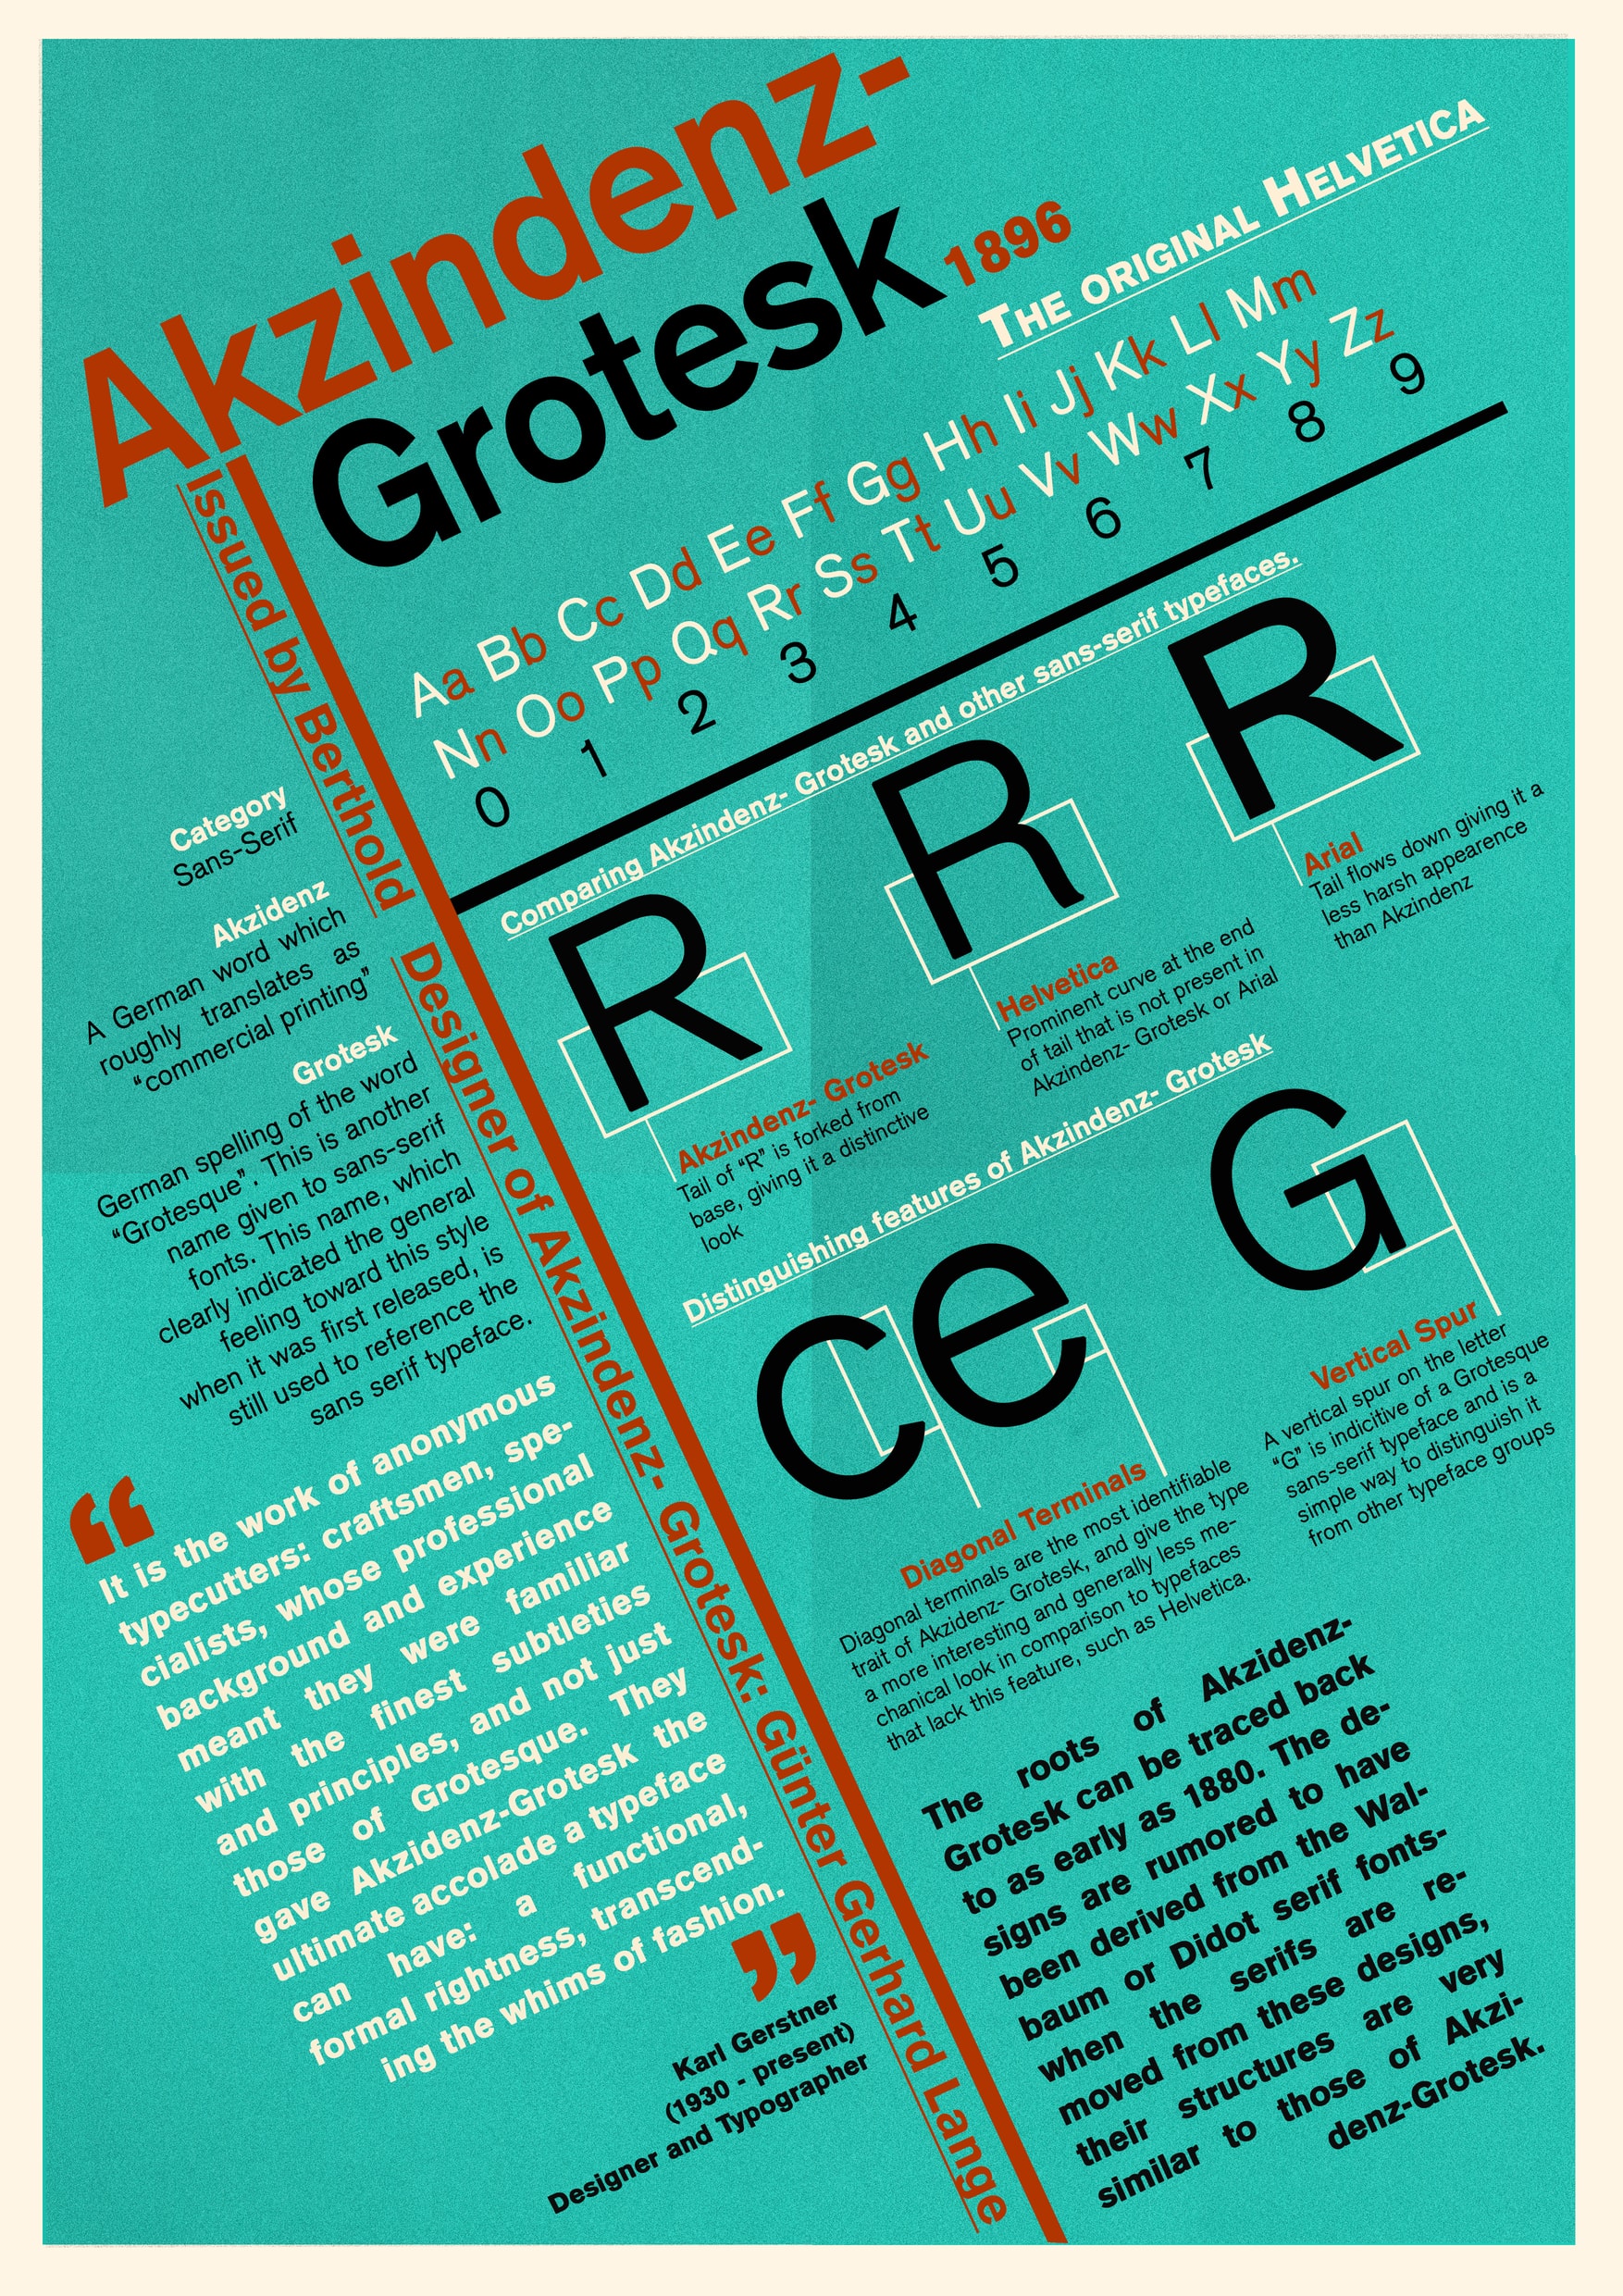 Akzindenz-
Grotesk
1896
The original Helvetica
Aa Bb Cc Dd Ee Ff Gg Hh Ii Jj Kk Ll Mm
Nn Oo Pp Qq Rr Ss Tt Uu Vv Ww Xx Yy Zz
0 1 2 3 4 5 6 7 8 9
Issued by Berthold
Designer of Akzindenz- Grotesk: Günter Gerhard Lange
Category
Sans-Serif
Akzidenz
A German word which
roughly translates as
“commercial printing”
Grotesk
German spelling of the word
“Grotesque”. This is another
name given to sans-serif
fonts. This name, which
clearly indicated the general
feeling toward this style
when it was first released, is
still used to reference the
sans serif typeface.
“
It is the work of anonymous
typecutters: craftsmen, spe-
cialists, whose professional
background and experience
meant they were familiar
with the finest subtleties
and principles, and not just
those of Grotesque. They
gave Akzidenz-Grotesk the
ultimate accolade a typeface
can have: a functional,
formal rightness, transcend-
ing the whims of fashion.
”
Karl Gerstner
(1930 - present)
Designer and Typographer
Comparing Akzindenz- Grotesk and other sans-serif typefaces.
R R R
Akzindenz- Grotesk
Tail of “R” is forked from
base, giving it a distinctive
look
Helvetica
Prominent curve at the end
of tail that is not present in
Akzindenz- Grotesk or Arial
Arial
Tail flows down giving it a
less harsh appearence
than Akzindenz
Distinguishing features of Akzindenz- Grotesk
ce G
Diagonal Terminals
Diagonal terminals are the most identifiable
trait of Akzidenz- Grotesk, and give the type
a more interesting and generally less me-
chanical look in comparison to typefaces
that lack this feature, such as Helvetica.
Vertical Spur
A vertical spur on the letter
“G” is indicitive of a Grotesque
sans-serif typeface and is a
simple way to distinguish it
from other typeface groups
The roots of Akzidenz-
Grotesk can be traced back
to as early as 1880. The de-
signs are rumored to have
been derived from the Wal-
baum or Didot serif fonts-
when the serifs are re-
moved from these designs,
their structures are very
similar to those of Akzi-
denz-Grotesk.